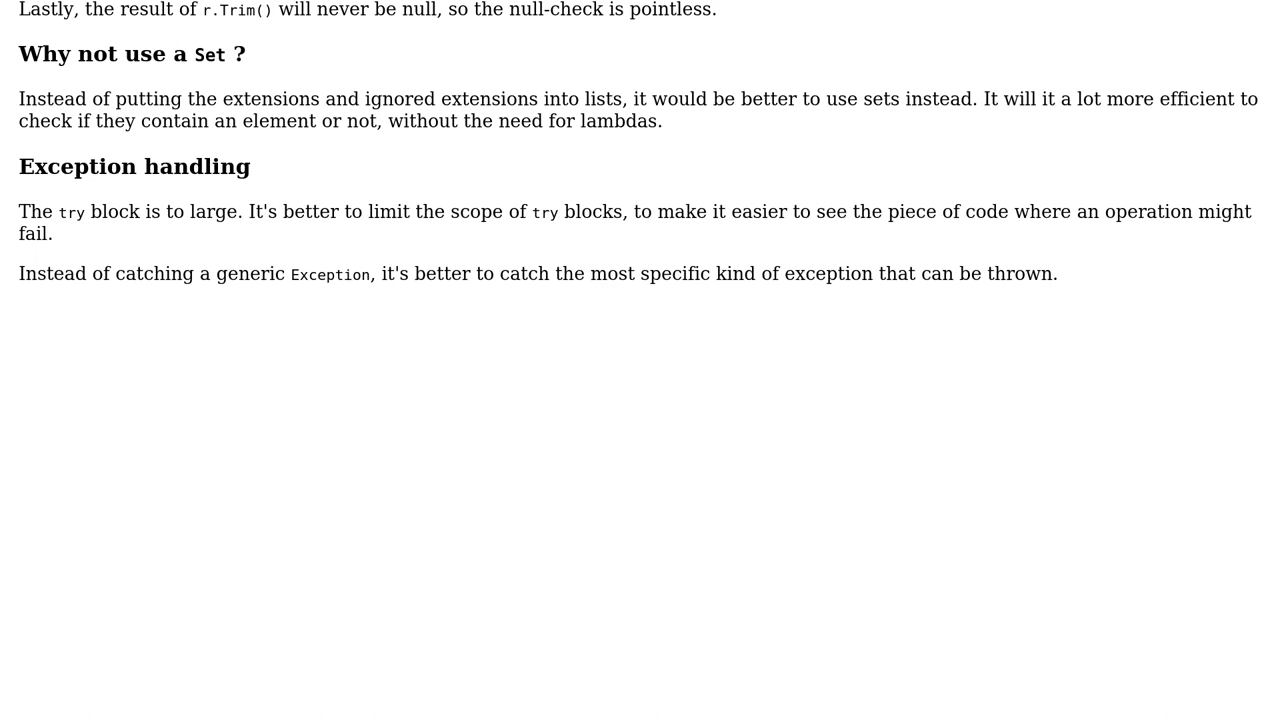 Lastly, the result of r.Trim() will never be null, so the null-check is pointless.
Why not use a Set ?
Instead of putting the extensions and ignored extensions into lists, it would be better to use sets instead. It will it a lot more efficient to
check if they contain an element or not, without the need for lambdas.
Exception handling
The try block is to large. It's better to limit the scope of try blocks, to make it easier to see the piece of code where an operation might
fail.
Instead of catching a generic Exception, it's better to catch the most specific kind of exception that can be thrown.